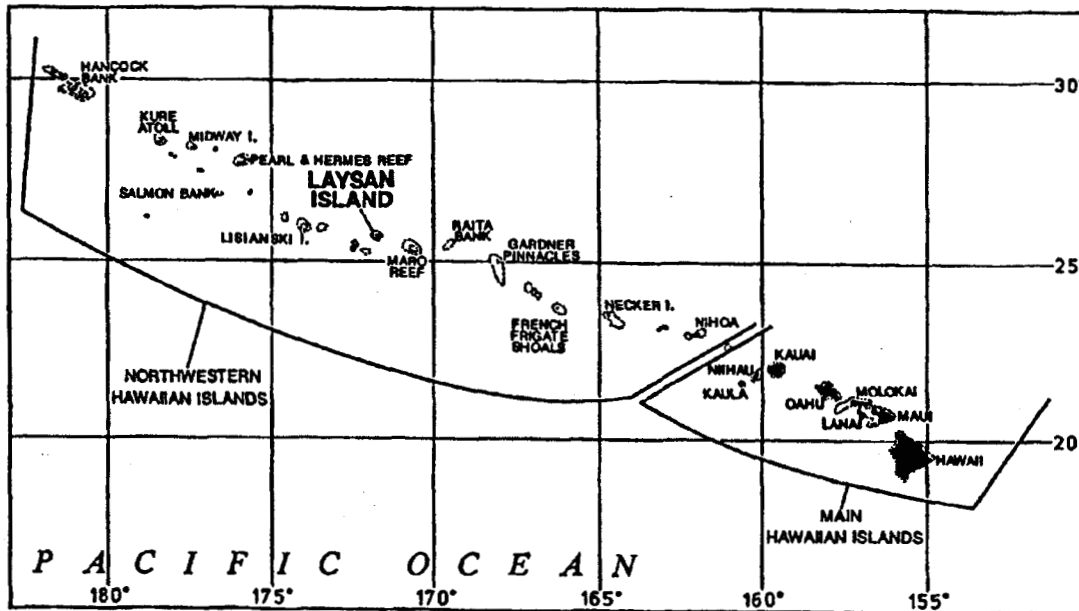 HANCOCK
BANK
30
KURE
ATOLL
MIDWAY I.
PEARL & HERMES REEF
LAYSAN
ISLAND
SALMON BANK
LISIANSKI I.
MARO
REEF
RAITA
BANK
GARDNER
PINNACLES
25
FRENCH
FRIGATE
SHOALS
NECKER I.
NIHOA
NORTHWESTERN
HAWAIIAN ISLANDS
KAUAI
NIIHAU
KAULA
OAHU
MOLOKAI
LANAI
MAUI
20
HAWAII
MAIN
HAWAIIAN ISLANDS
PACIFIC OCEAN
180° 175° 170° 165° 160° 155°